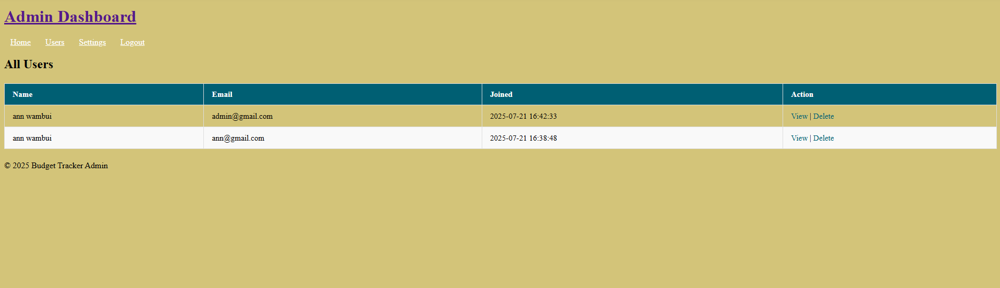 Admin Dashboard
Home Users Settings Logout
All Users
Name Email Joined Action
ann wambui admin@gmail.com 2025-07-21 16:42:33 View | Delete
ann wambui ann@gmail.com 2025-07-21 16:38:48 View | Delete
© 2025 Budget Tracker Admin